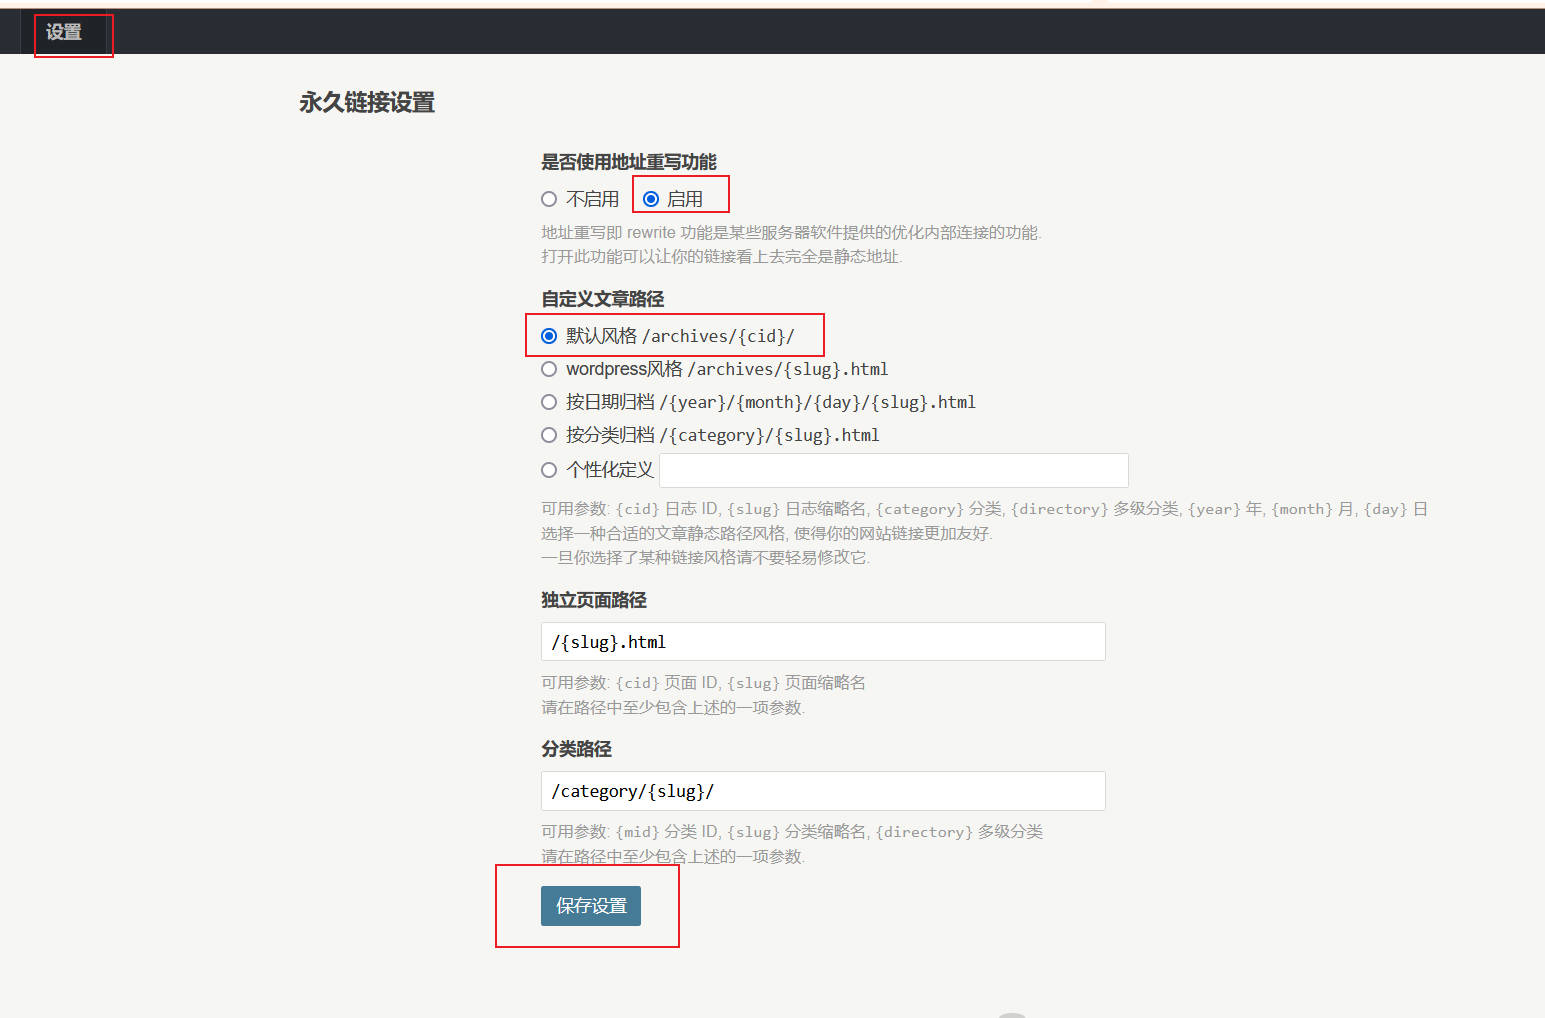 设置
永久链接设置
是否使用地址重写功能
不启用 启用
地址重写即 rewrite 功能是某些服务器软件提供的优化内部连接的功能.
打开此功能可以让你的链接看上去完全是静态地址.
自定义文章路径
默认风格 /archives/{cid}/
wordpress风格 /archives/{slug}.html
按日期归档 /{year}/{month}/{day}/{slug}.html
按分类归档 /{category}/{slug}.html
个性化定义
可用参数: {cid} 日志 ID, {slug} 日志缩略名, {category} 分类, {directory} 多级分类, {year} 年, {month} 月, {day} 日
选择一种合适的文章静态路径风格, 使得你的网站链接更加友好.
一旦你选择了某种链接风格请不要轻易修改它.
独立页面路径
/{slug}.html
可用参数: {cid} 页面 ID, {slug} 页面缩略名
请在路径中至少包含上述的一项参数.
分类路径
/category/{slug}/
可用参数: {mid} 分类 ID, {slug} 分类缩略名, {directory} 多级分类
请在路径中至少包含上述的一项参数.
保存设置